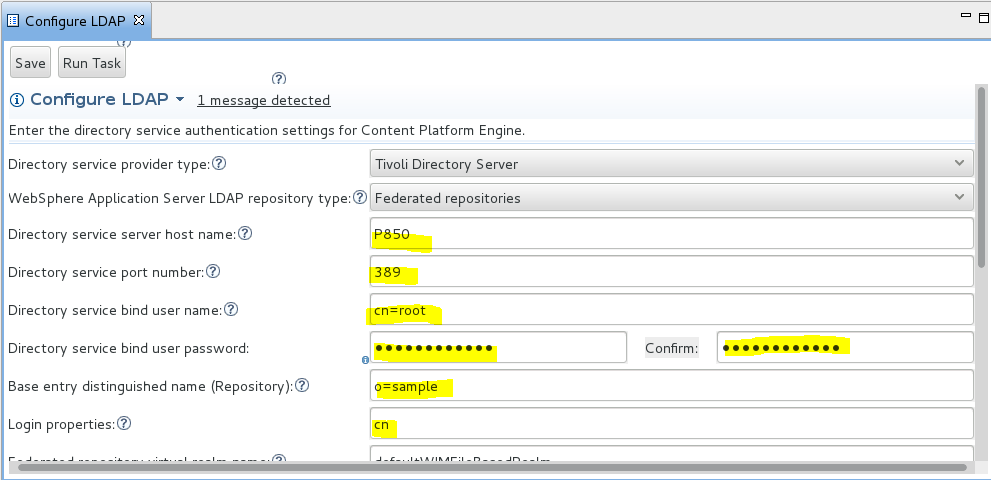 Configure LDAP
Save Run Task
Configure LDAP 1 message detected
Enter the directory service authentication settings for Content Platform Engine.
Directory service provider type: Tivoli Directory Server
WebSphere Application Server LDAP repository type: Federated repositories
Directory service server host name: P850
Directory service port number: 389
Directory service bind user name: cn=root
Directory service bind user password: ●●●●●●●●●●●● Confirm: ●●●●●●●●●●●●
Base entry distinguished name (Repository): o=sample
Login properties: cn
Federated repository virtual realm name: defaultWIMFileBasedRealm